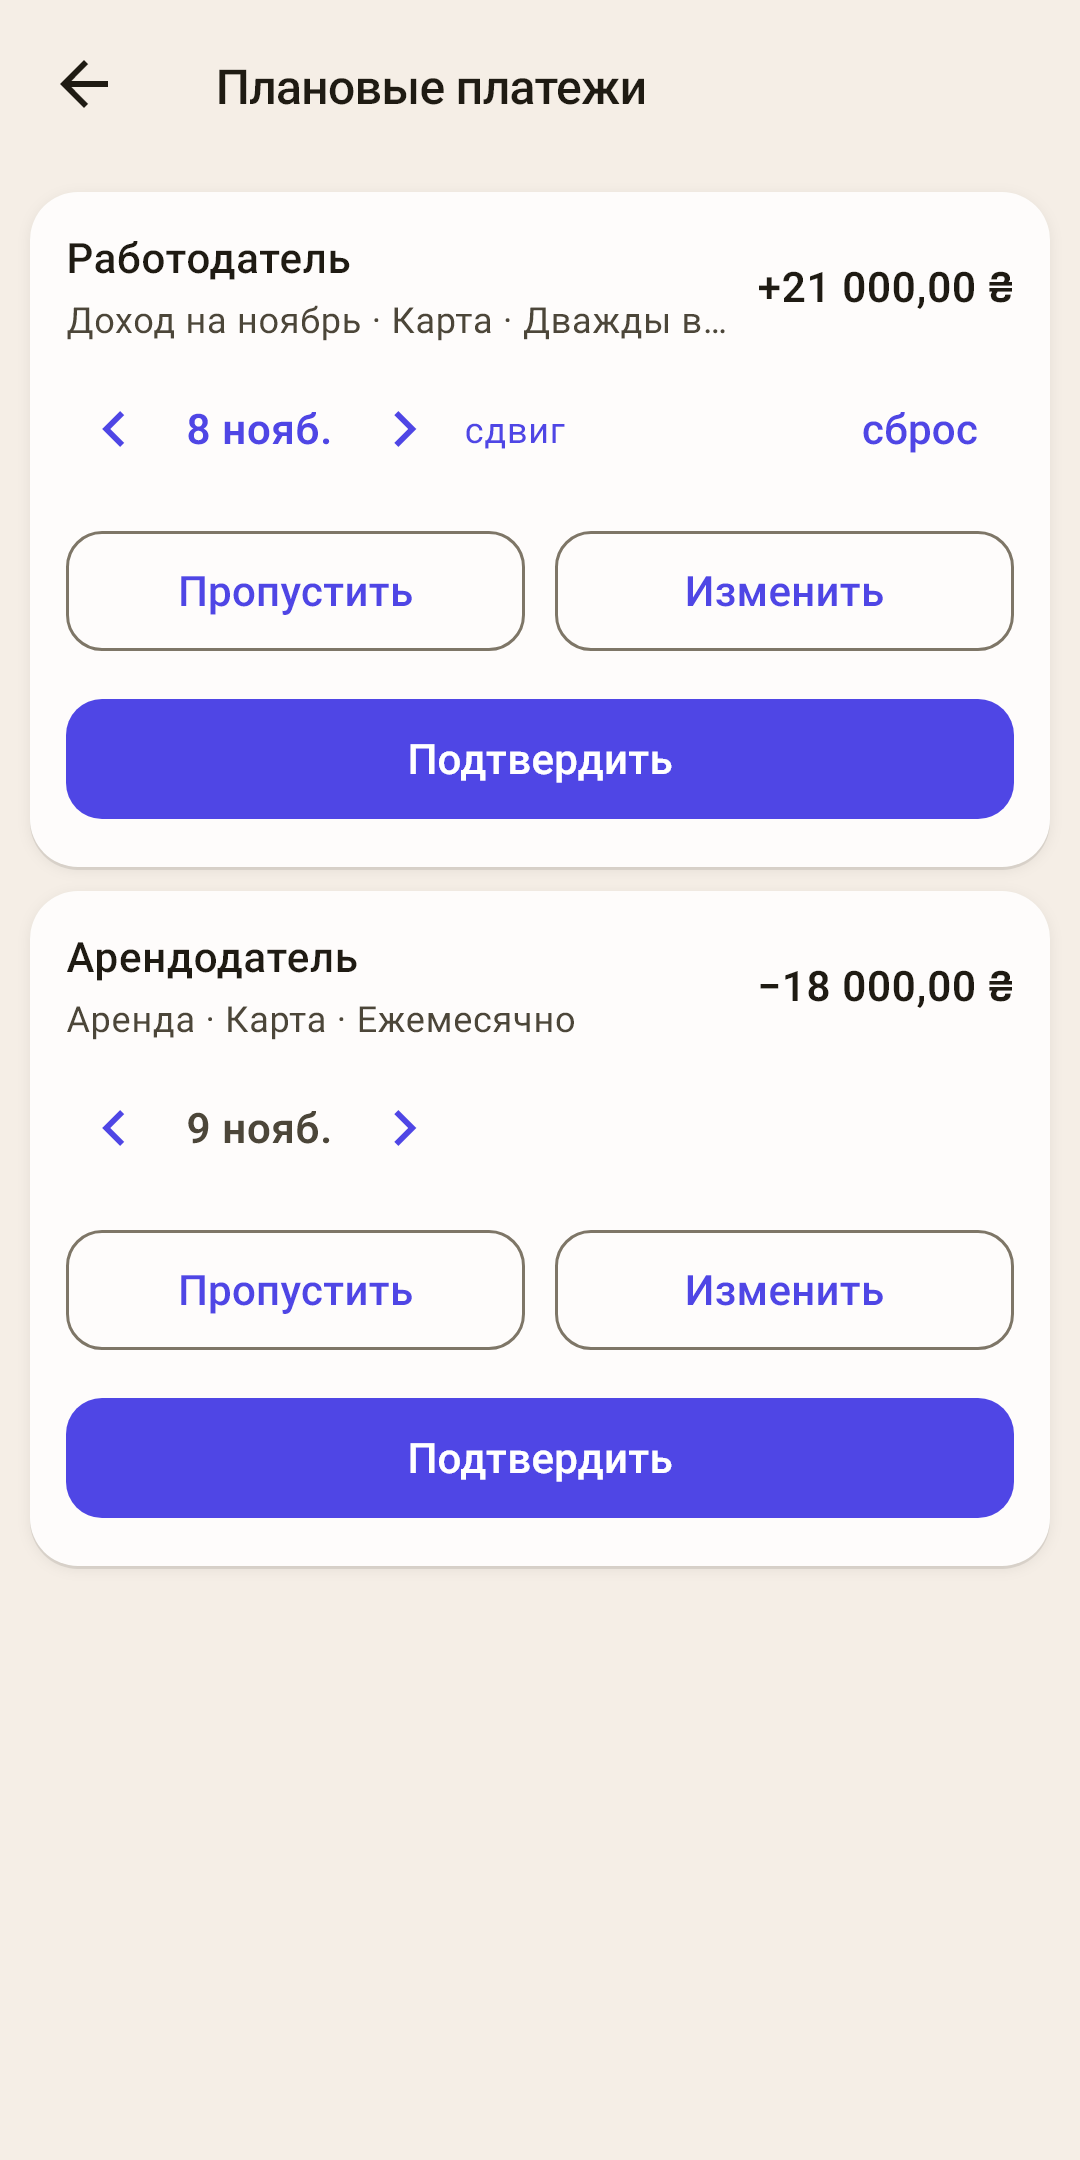 Плановые платежи
Работодатель
+21 000,00 ₴
Доход на ноябрь · Карта · Дважды в…
8 нояб. сдвиг сброс
Пропустить Изменить
Подтвердить
Арендодатель
−18 000,00 ₴
Аренда · Карта · Ежемесячно
9 нояб.
Пропустить Изменить
Подтвердить